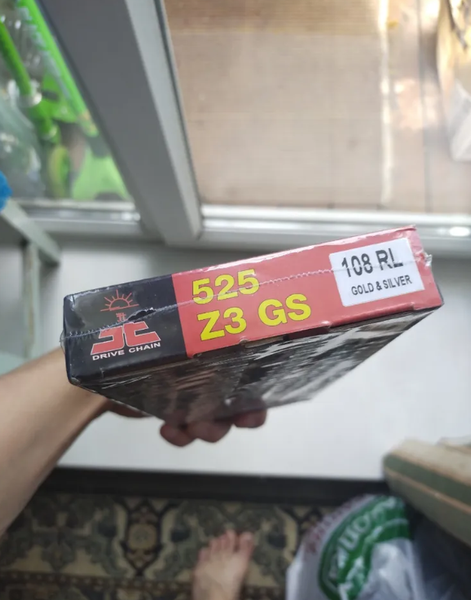 525
Z3 GS
108 RL
GOLD & SILVER
JT
DRIVE CHAIN